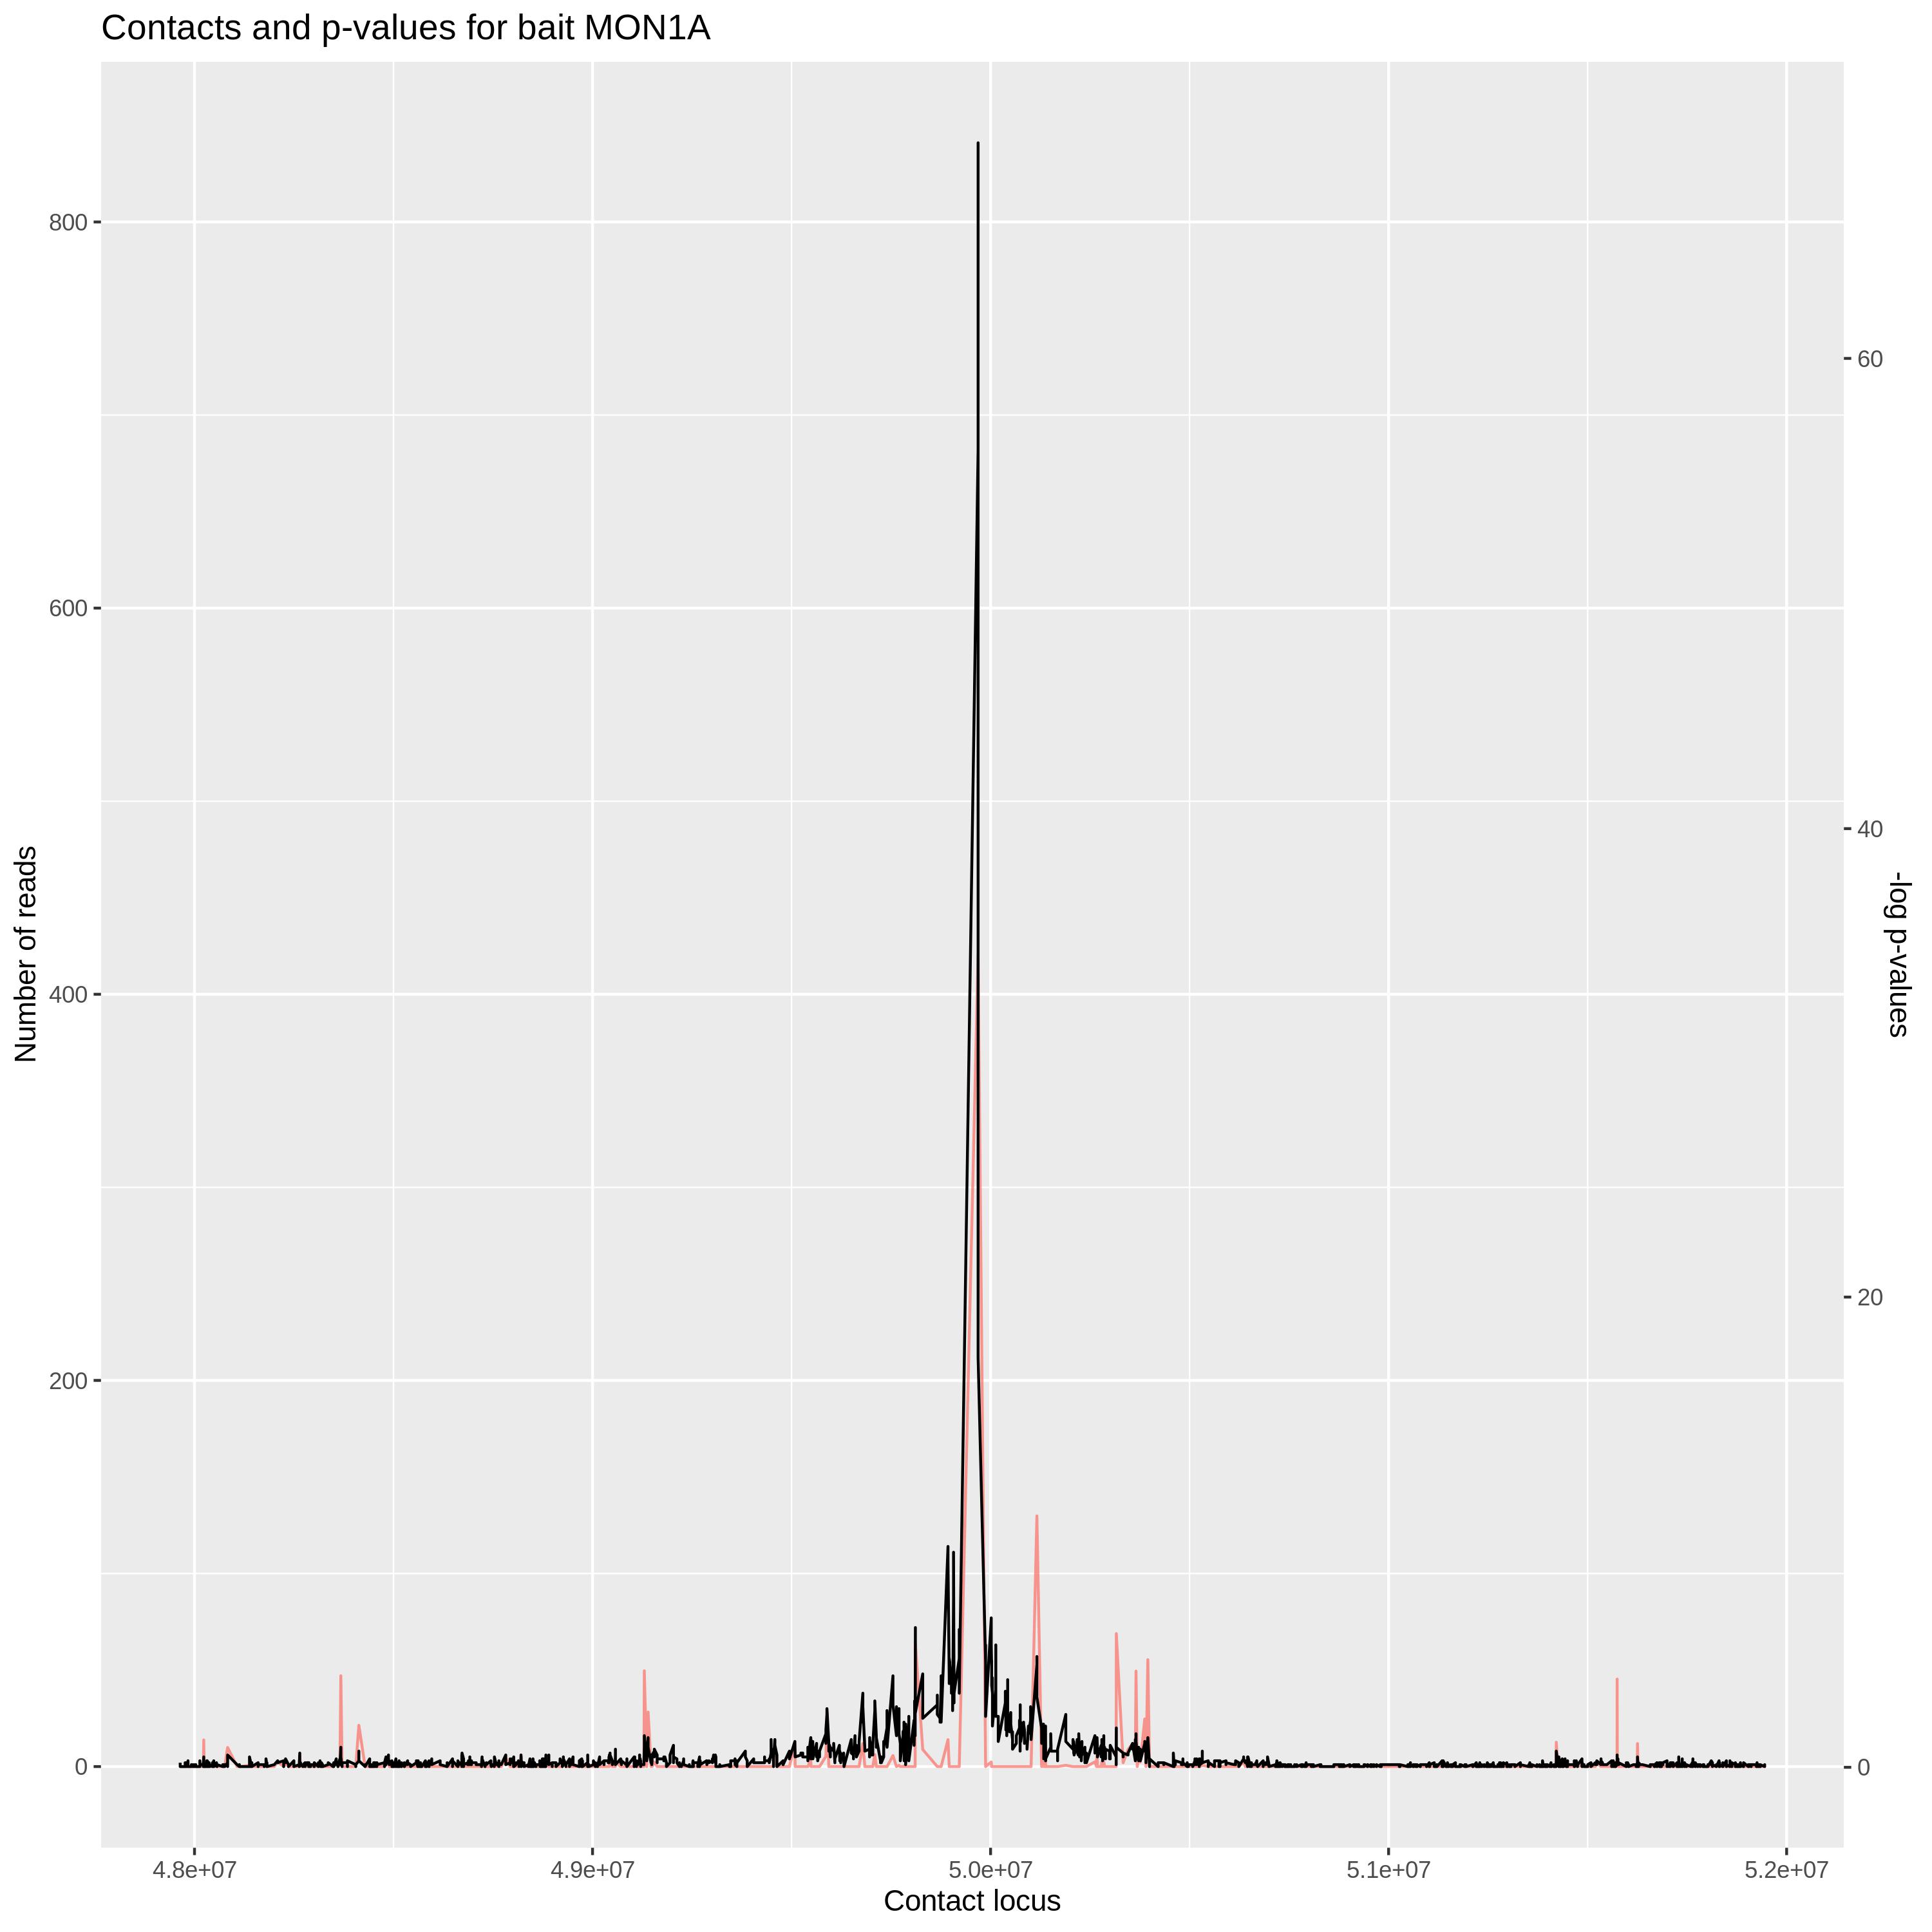 Contacts and p-values for bait MON1A
800
600
400
200
0
Number of reads
60
40
20
0
-log p-values
4.8e+07 4.9e+07 5.0e+07 5.1e+07 5.2e+07
Contact locus